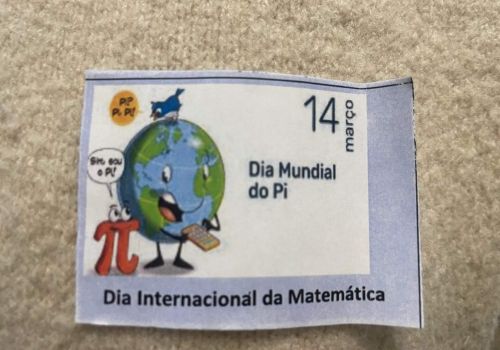 Pi?
Pi, Pi!
Sim, sou
o Pi!
π
14
março
Dia Mundial
do Pi
Dia Internacional da Matemática